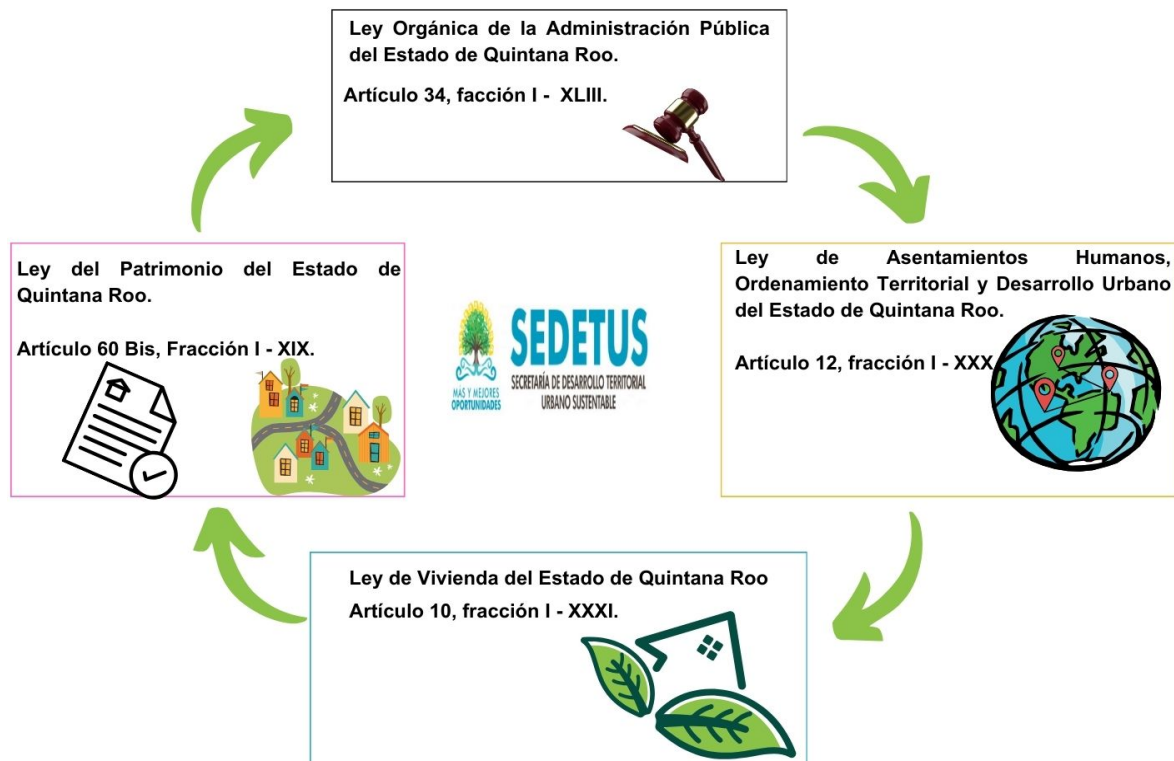 Ley Orgánica de la Administración Pública
del Estado de Quintana Roo.
Artículo 34, facción I - XLIII.
Ley de Asentamientos Humanos,
Ordenamiento Territorial y Desarrollo Urbano
del Estado de Quintana Roo.
Artículo 12, fracción I - XXX
Ley del Patrimonio del Estado de
Quintana Roo.
Artículo 60 Bis, Fracción I - XIX.
SEDETUS
SECRETARÍA DE DESARROLLO TERRITORIAL
URBANO SUSTENTABLE
MÁS Y MEJORES
OPORTUNIDADES
Ley de Vivienda del Estado de Quintana Roo
Artículo 10, fracción I - XXXI.